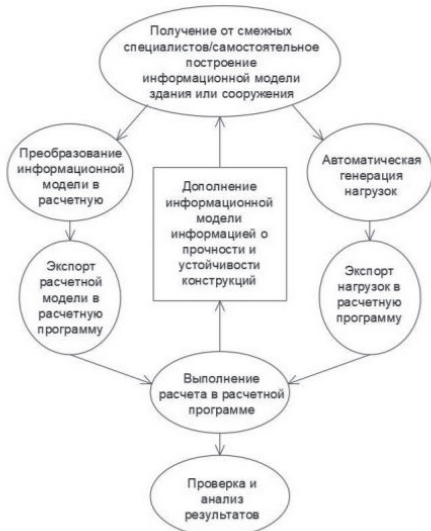 Получение от смежных
специалистов/самостоятельное
построение
информационной модели
здания или сооружения
Преобразование
информационной
модели в
расчетную
Дополнение
информационной
модели
информацией о
прочности и
устойчивости
конструкций
Автоматическая
генерация
нагрузок
Экспорт
расчетной
модели в
расчетную
программу
Экспорт
нагрузок в
расчетную
программу
Выполнение
расчета в расчетной
программе
Проверка и
анализ
результатов